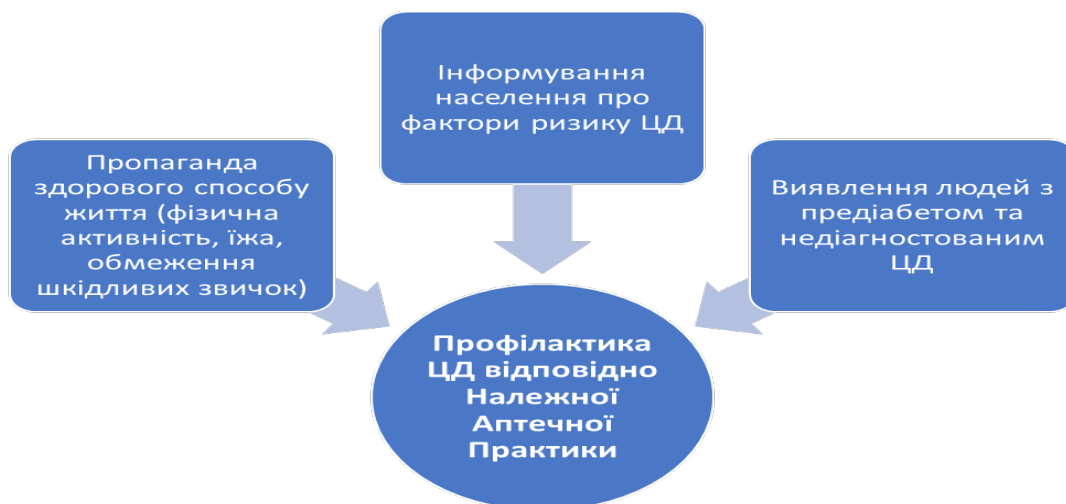 Інформування
населення про
фактори ризику ЦД
Пропаганда
здорового способу
життя (фізична
активність, їжа,
обмеження
шкідливих звичок)
Виявлення людей з
предіабетом та
недіагностованим
ЦД
Профілактика
ЦД відповідно
Належної
Аптечної
Практики